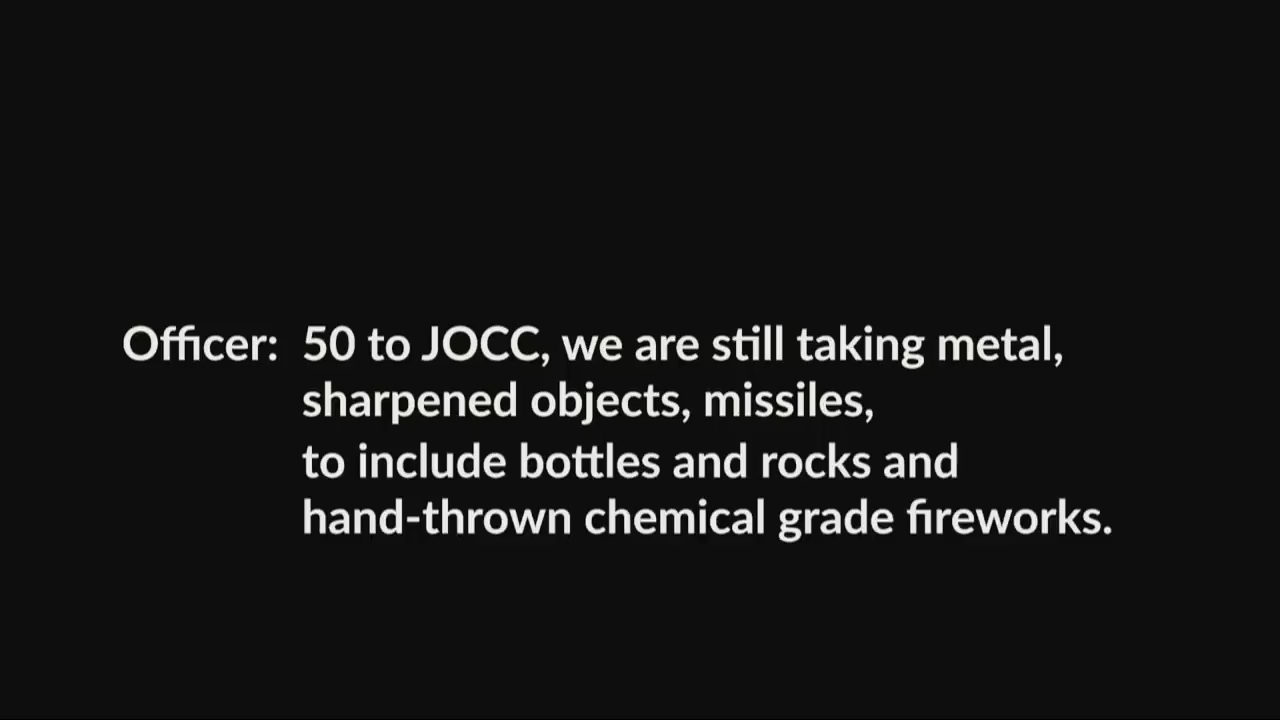 Officer: 50 to JOCC, we are still taking metal,
sharpened objects, missiles,
to include bottles and rocks and
hand-thrown chemical grade fireworks.